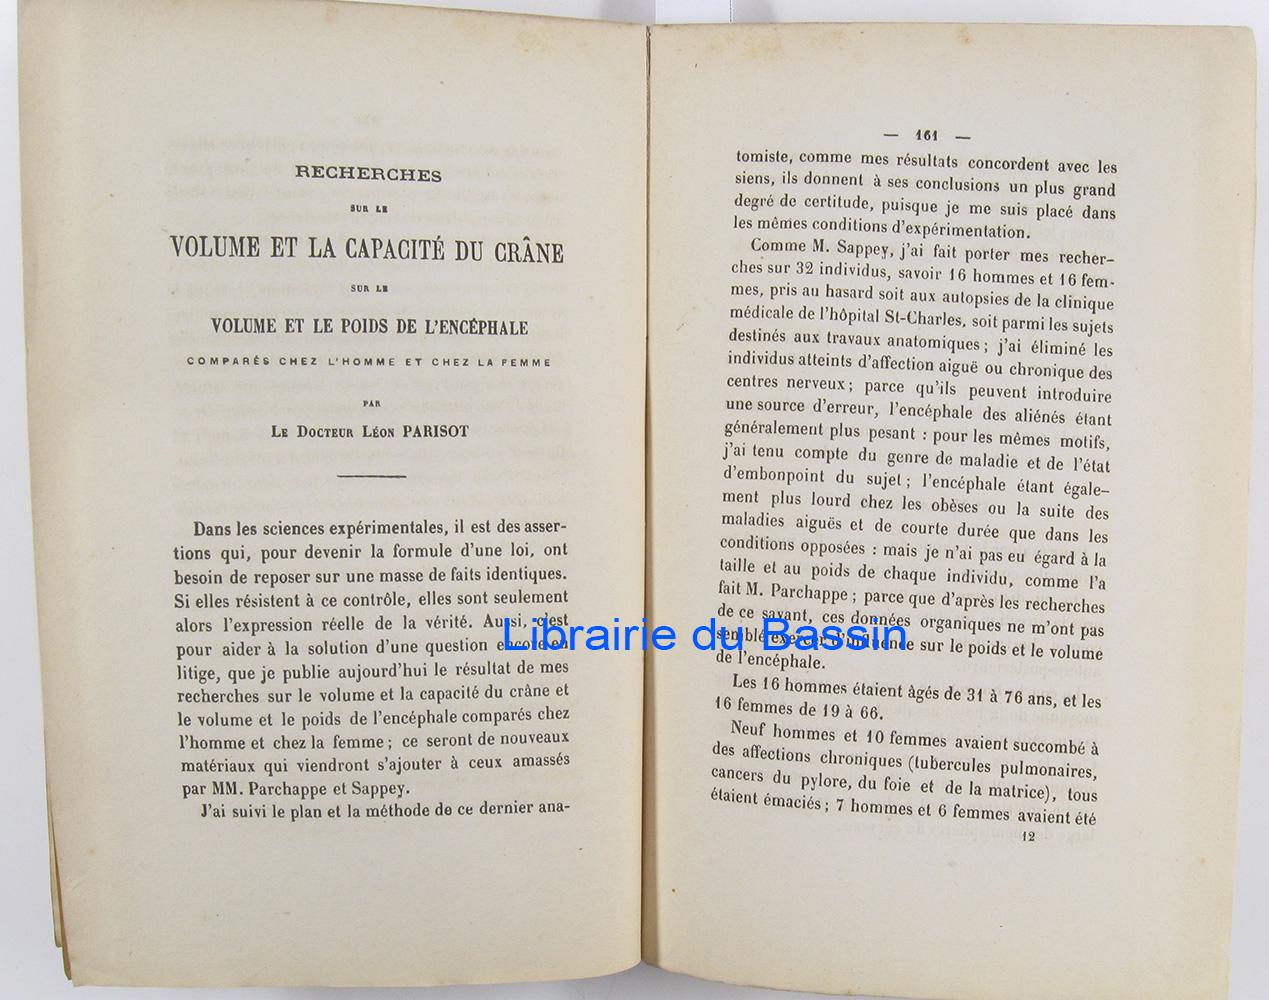 RECHERCHES
SUR LE
VOLUME ET LA CAPACITÉ DU CRÂNE
SUR LE
VOLUME ET LE POIDS DE L'ENCÉPHALE
COMPARÉS CHEZ L'HOMME ET CHEZ LA FEMME
PAR
LE DOCTEUR LÉON PARISOT
Dans les sciences expérimentales, il est des asser-
tions qui, pour devenir la formule d'une loi, ont
besoin de reposer sur une masse de faits identiques.
Si elles résistent à ce contrôle, elles sont seulement
alors l'expression réelle de la vérité. Aussi, c'est
pour aider à la solution d'une question encore en
litige, que je publie aujourd'hui le résultat de mes
recherches sur le volume et la capacité du crâne et
le volume et le poids de l'encéphale comparés chez
l'homme et chez la femme ; ce seront de nouveaux
matériaux qui viendront s'ajouter à ceux amassés
par MM. Parchappe et Sappey.
J'ai suivi le plan et la méthode de ce dernier ana-
— 161 —
tomiste, comme mes résultats concordent avec les
siens, ils donnent à ses conclusions un plus grand
degré de certitude, puisque je me suis placé dans
les mêmes conditions d'expérimentation.
Comme M. Sappey, j'ai fait porter mes recher-
ches sur 32 individus, savoir 16 hommes et 16 fem-
mes, pris au hasard soit aux autopsies de la clinique
médicale de l'hôpital St-Charles, soit parmi les sujets
destinés aux travaux anatomiques ; j'ai éliminé les
individus atteints d'affection aiguë ou chronique des
centres nerveux ; parce qu'ils peuvent introduire
une source d'erreur, l'encéphale des aliénés étant
généralement plus pesant : pour les mêmes motifs,
j'ai tenu compte du genre de maladie et de l'état
d'embonpoint du sujet ; l'encéphale étant égale-
ment plus lourd chez les obèses ou la suite des
maladies aiguës et de courte durée que dans les
conditions opposées : mais je n'ai pas eu égard à la
taille et au poids de chaque individu, comme l'a
fait M. Parchappe ; parce que d'après les recherches
de ce savant, ces données organiques ne m'ont pas
semblé exercer d'influence sur le poids et le volume
de l'encéphale.
Les 16 hommes étaient âgés de 31 à 76 ans, et les
16 femmes de 19 à 66.
Neuf hommes et 10 femmes avaient succombé à
des affections chroniques (tubercules pulmonaires,
cancers du pylore, du foie et de la matrice), tous
étaient émaciés ; 7 hommes et 6 femmes avaient été
12
Librairie du Bassin